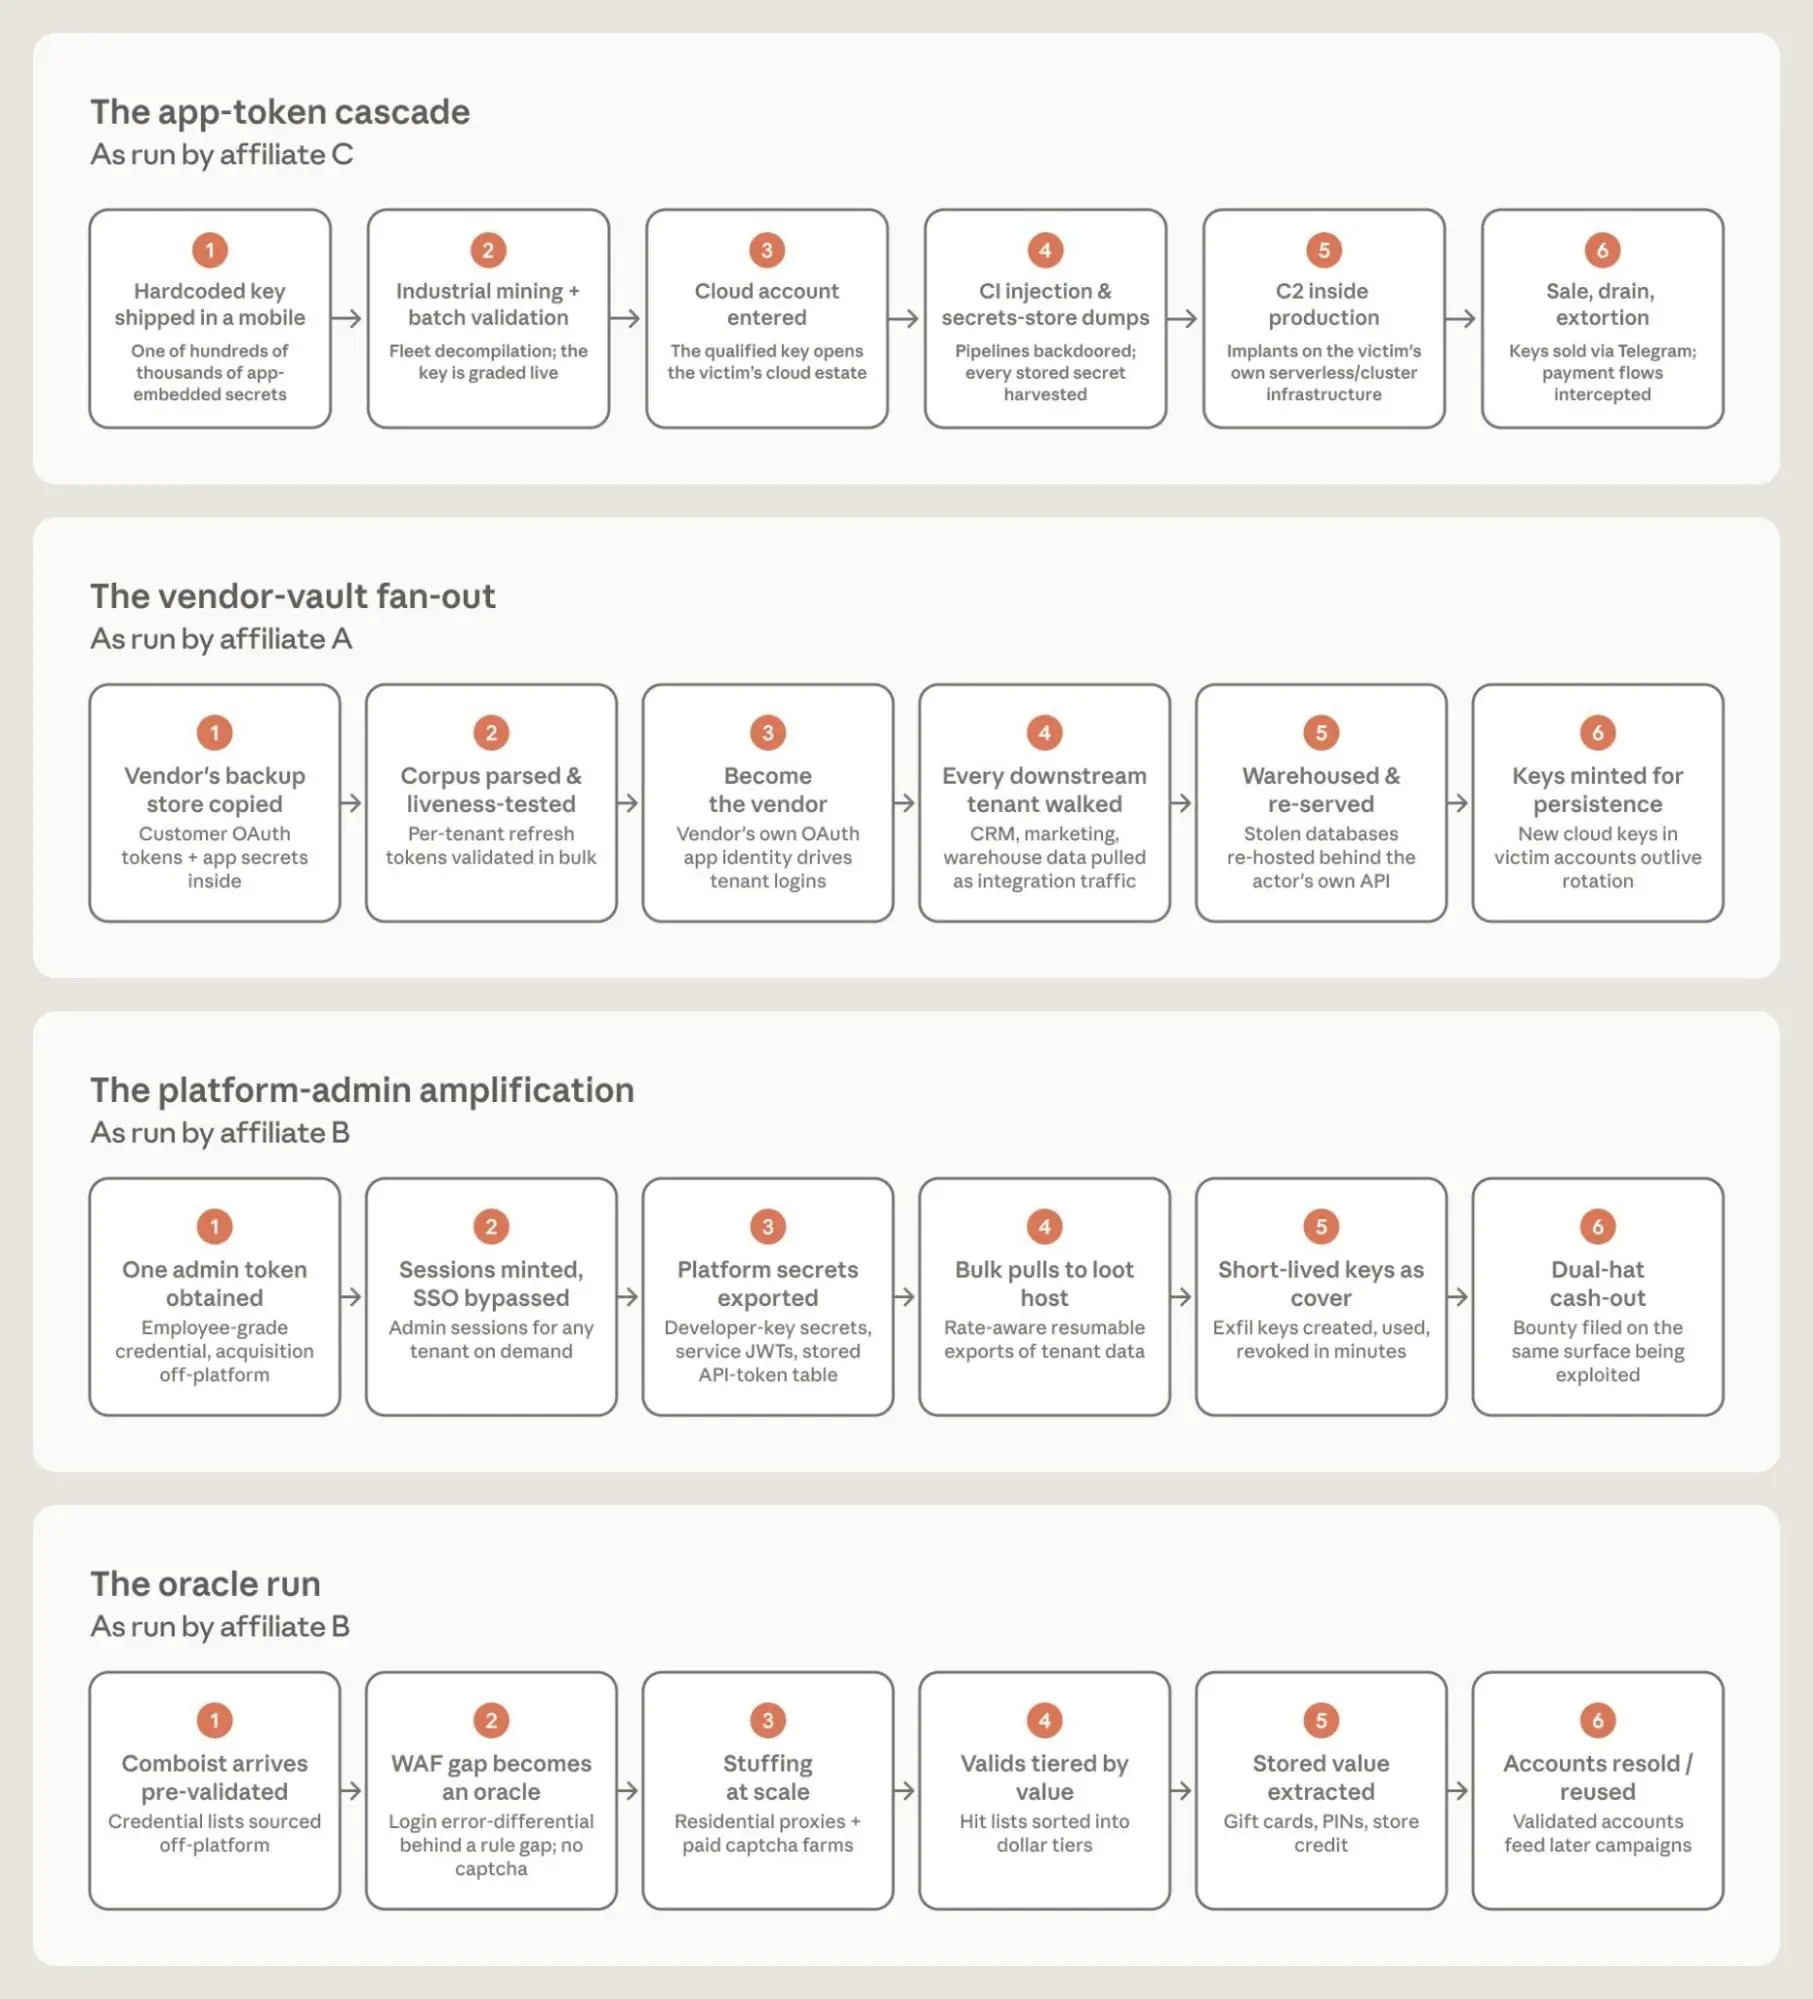 The app-token cascade
As run by affiliate C
1
Hardcoded key
shipped in a mobile
One of hundreds of
thousands of app-
embedded secrets
2
Industrial mining +
batch validation
Fleet decompilation; the
key is graded live
3
Cloud account
entered
The qualified key opens
the victim's cloud estate
4
CI injection &
secrets-store dumps
Pipelines backdoored;
every stored secret
harvested
5
C2 inside
production
Implants on the victim's
own serverless/cluster
infrastructure
6
Sale, drain,
extortion
Keys sold via Telegram;
payment flows
intercepted
The vendor-vault fan-out
As run by affiliate A
1
Vendor's backup
store copied
Customer OAuth
tokens + app secrets
inside
2
Corpus parsed &
liveness-tested
Per-tenant refresh
tokens validated in bulk
3
Become
the vendor
Vendor's own OAuth
app identity drives
tenant logins
4
Every downstream
tenant walked
CRM, marketing,
warehouse data pulled
as integration traffic
5
Warehoused &
re-served
Stolen databases
re-hosted behind the
actor's own API
6
Keys minted for
persistence
New cloud keys in
victim accounts outlive
rotation
The platform-admin amplification
As run by affiliate B
1
One admin token
obtained
Employee-grade
credential, acquisition
off-platform
2
Sessions minted,
SSO bypassed
Admin sessions for any
tenant on demand
3
Platform secrets
exported
Developer-key secrets,
service JWTs, stored
API-token table
4
Bulk pulls to loot
host
Rate-aware resumable
exports of tenant data
5
Short-lived keys as
cover
Exfil keys created, used,
revoked in minutes
6
Dual-hat
cash-out
Bounty filed on the
same surface being
exploited
The oracle run
As run by affiliate B
1
Comboist arrives
pre-validated
Credential lists sourced
off-platform
2
WAF gap becomes
an oracle
Login error-differential
behind a rule gap; no
captcha
3
Stuffing
at scale
Residential proxies +
paid captcha farms
4
Valids tiered by
value
Hit lists sorted into
dollar tiers
5
Stored value
extracted
Gift cards, PINs, store
credit
6
Accounts resold /
reused
Validated accounts
feed later campaigns